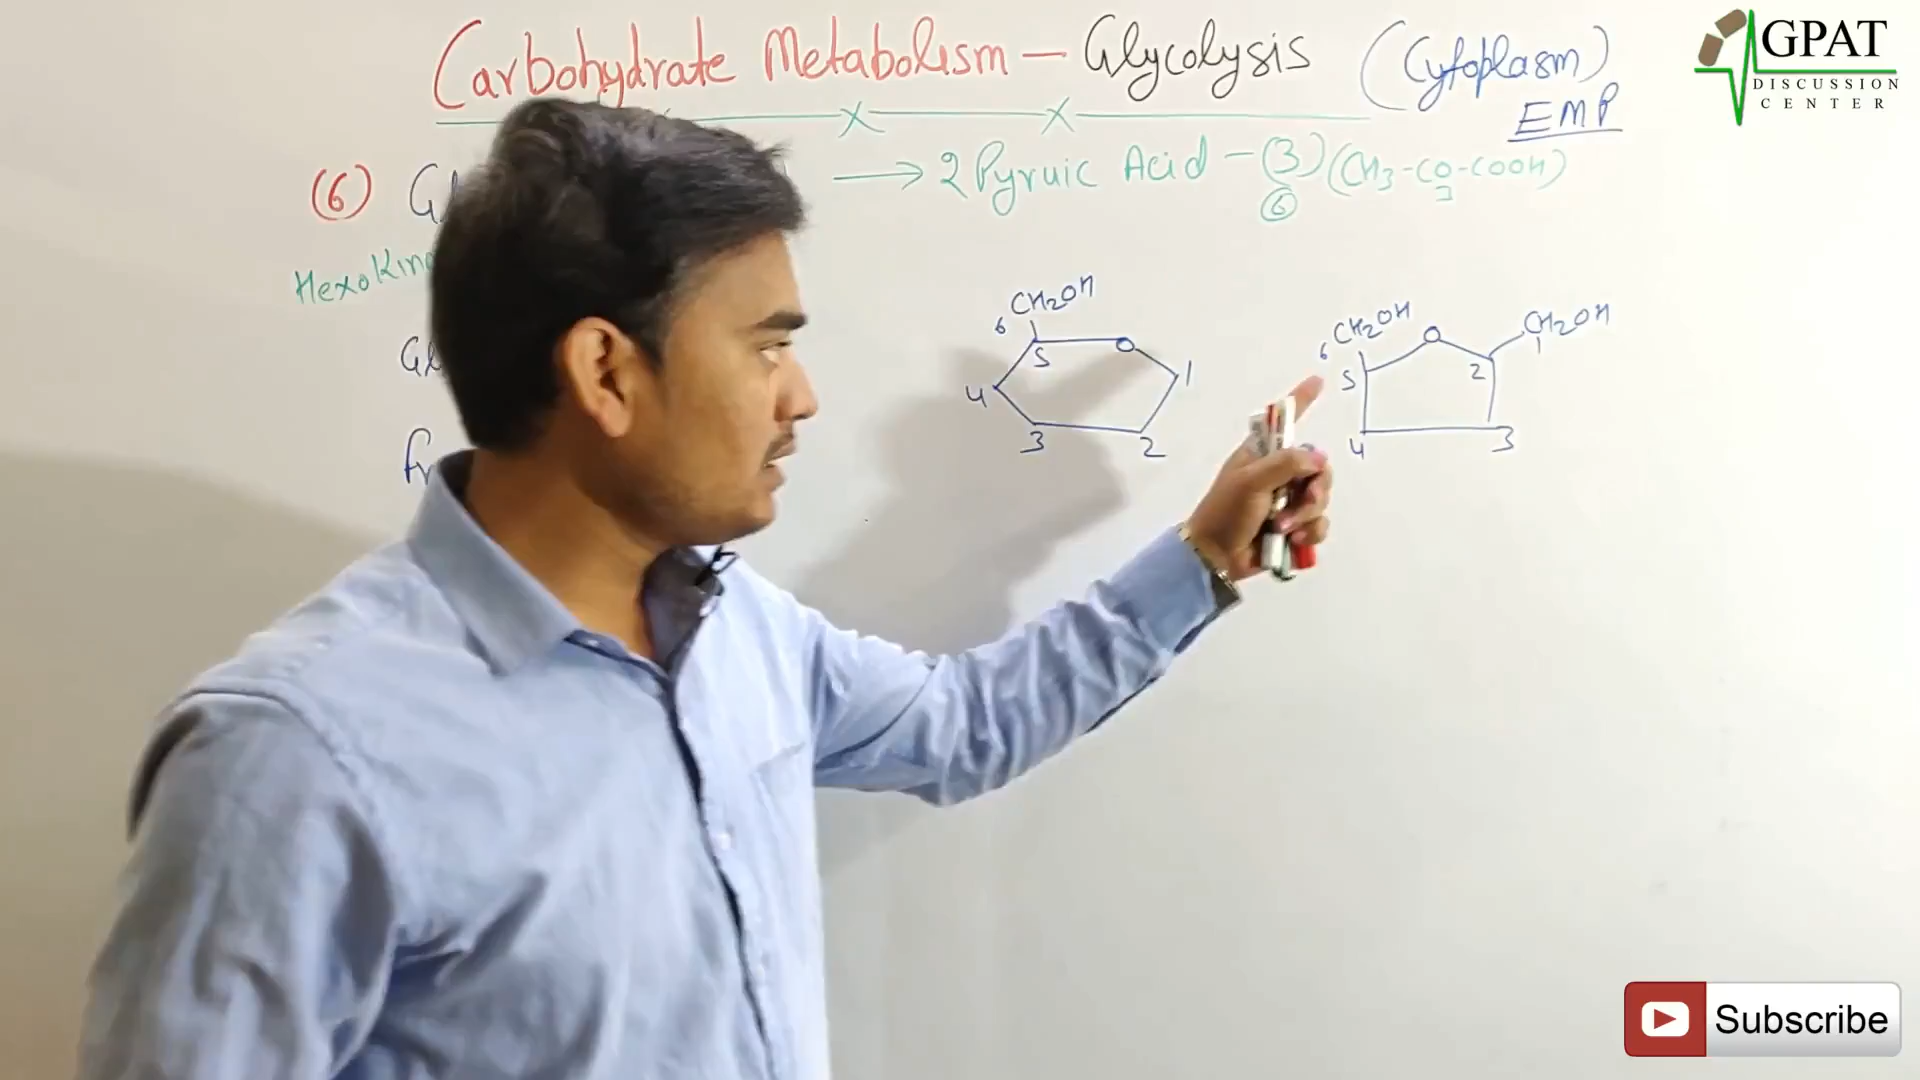 Carbohydrate Metabolism – Glycolysis (Cytoplasm)
EMP
GPAT
DISCUSSION
CENTER
(6) → 2 Pyruic Acid – (3) (CH3-CO-COOH)
6 3
CH2OH
6
5 O
4 1
3 2
CH2OH O CH2OH
6 1
5 2
4 3
Subscribe